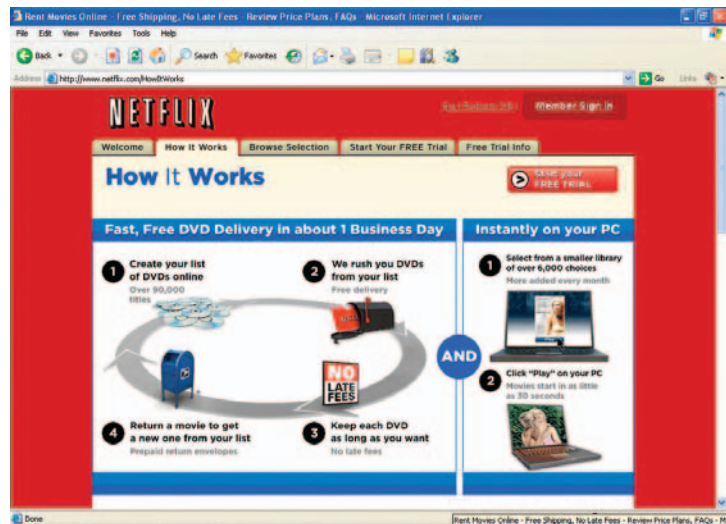 Rent Movies Online - Free Shipping, No Late Fees - Review Price Plans, FAQs - Microsoft Internet Explorer
File Edit View Favorites Tools Help
Back Search Favorites
Address http://www.netflix.com/HowItWorks Go Links
NETFLIX
Member Sign In
Welcome How It Works Browse Selection Start Your FREE Trial Free Trial Info
How It Works
Start your
FREE TRIAL
Fast, Free DVD Delivery in about 1 Business Day
1 Create your list
of DVDs online
Over 90,000
titles
2 We rush you DVDs
from your list
Free delivery
NETFLIX
NO
LATE
FEES
4 Return a movie to get
a new one from your list
Prepaid return envelopes
3 Keep each DVD
as long as you want
No late fees
AND
Instantly on your PC
1 Select from a smaller library
of over 6,000 choices
More added every month
2 Click "Play" on your PC
Movies start in as little
as 30 seconds
Done
Rent Movies Online - Free Shipping, No Late Fees - Review Price Plans, FAQs - M